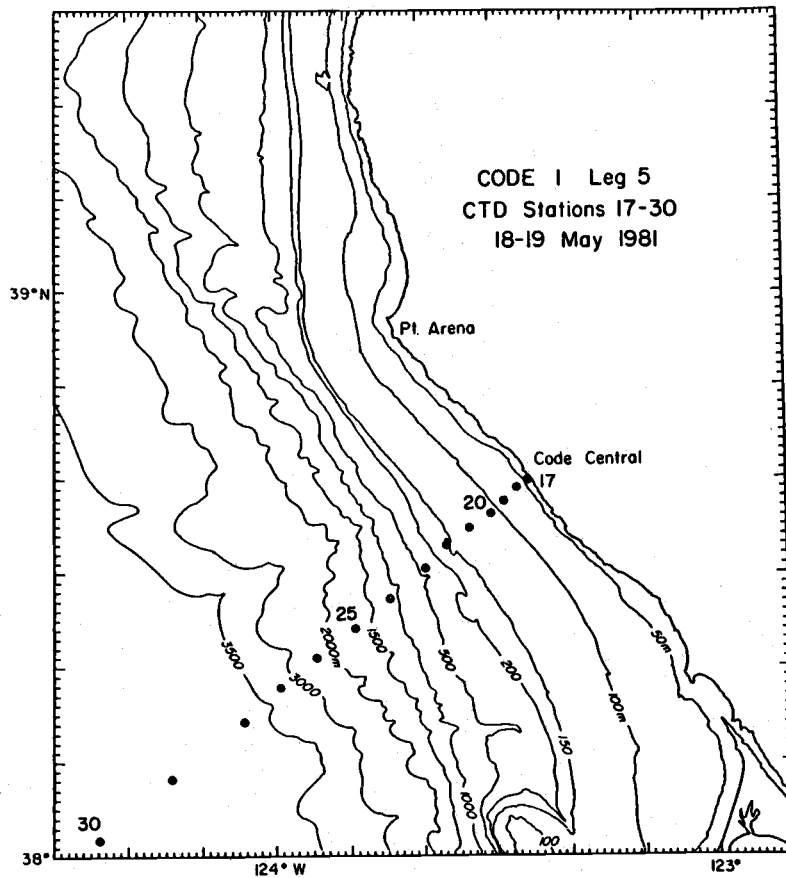 CODE 1 Leg 5
CTD Stations 17-30
18-19 May 1981
39°N
Pt. Arena
Code Central
17
20
25
30
3500
3000
2000m
1500
500
1000
200
150
100m
50m
100
38°
124° W
123°